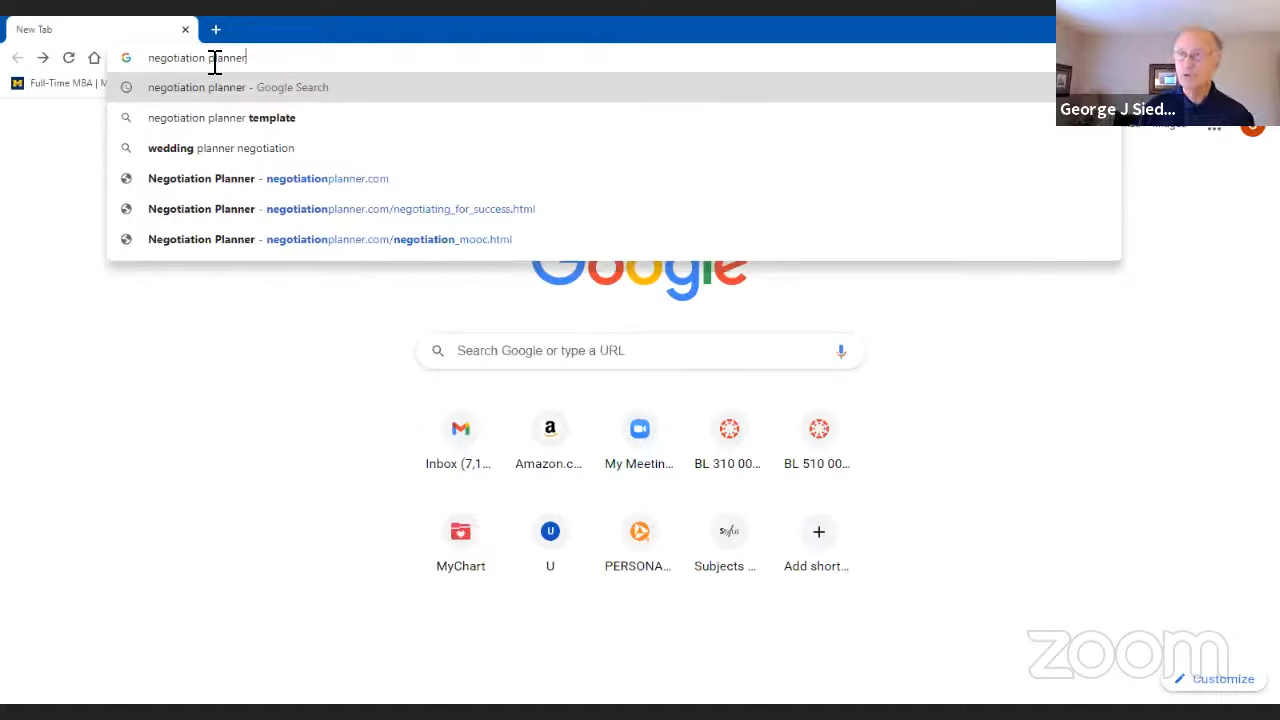 New Tab
negotiation planner
Full-Time MBA | M
negotiation planner - Google Search
negotiation planner template
wedding planner negotiation
Negotiation Planner - negotiationplanner.com
Negotiation Planner - negotiationplanner.com/negotiating_for_success.html
Negotiation Planner - negotiationplanner.com/negotiation_mooc.html
George J Sied...
Google
Search Google or type a URL
Inbox (7,1...
Amazon.c...
My Meetin...
BL 310 00...
BL 510 00...
MyChart
U
U
PERSONA...
Subjects ...
Add short...
zoom
Customize